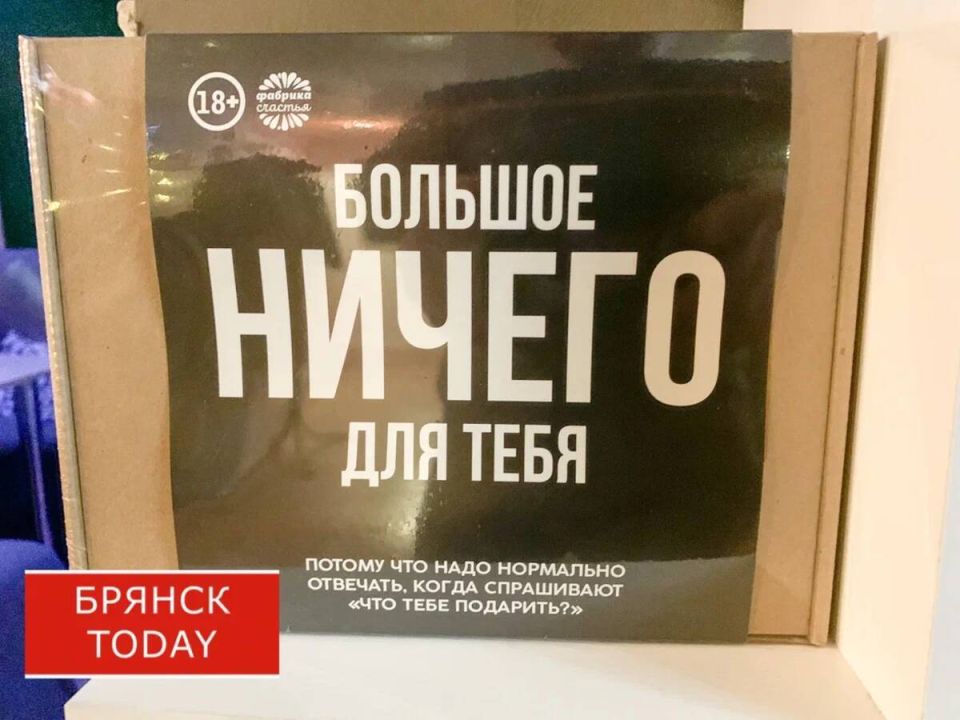 18+
фабрика
счастья
БОЛЬШОЕ
НИЧЕГО
ДЛЯ ТЕБЯ
ПОТОМУ ЧТО НАДО НОРМАЛЬНО
ОТВЕЧАТЬ, КОГДА СПРАШИВАЮТ
«ЧТО ТЕБЕ ПОДАРИТЬ?»
БРЯНСК
TODAY